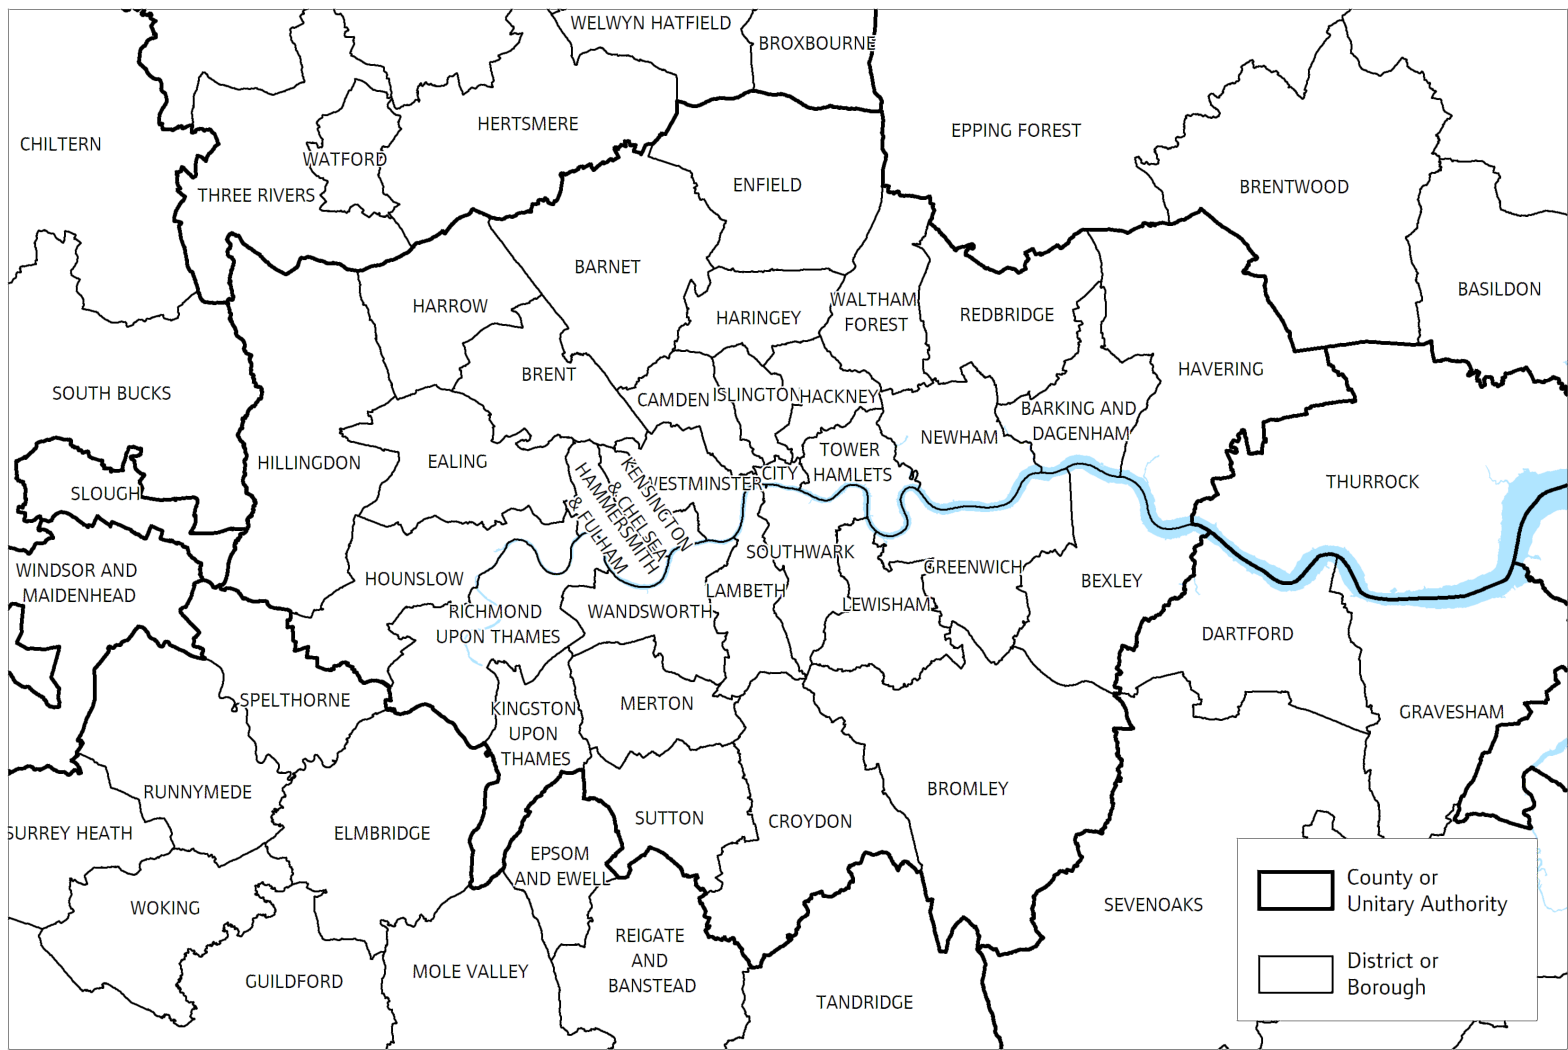 WELWYN HATFIELD
BROXBOURNE
CHILTERN
HERTSMERE
EPPING FOREST
WATFORD
THREE RIVERS
ENFIELD
BRENTWOOD
BARNET
HARROW
HARINGEY
WALTHAM
FOREST
REDBRIDGE
BASILDON
SOUTH BUCKS
BRENT
CAMDEN
ISLINGTON
HACKNEY
HAVERING
BARKING AND
DAGENHAM
HILLINGDON
EALING
NEWHAM
TOWER
HAMLETS
SLOUGH
KENSINGTON
& CHELSEA
HAMMERSMITH
& FULHAM
WESTMINSTER
CITY
THURROCK
WINDSOR AND
MAIDENHEAD
HOUNSLOW
SOUTHWARK
GREENWICH
BEXLEY
RICHMOND
UPON THAMES
WANDSWORTH
LAMBETH
LEWISHAM
DARTFORD
SPELTHORNE
KINGSTON
UPON
THAMES
MERTON
GRAVESHAM
RUNNYMEDE
SURREY HEATH
ELMBRIDGE
SUTTON
CROYDON
BROMLEY
EPSOM
AND EWELL
WOKING
SEVENOAKS
GUILDFORD
MOLE VALLEY
REIGATE
AND
BANSTEAD
TANDRIDGE
County or
Unitary Authority
District or
Borough